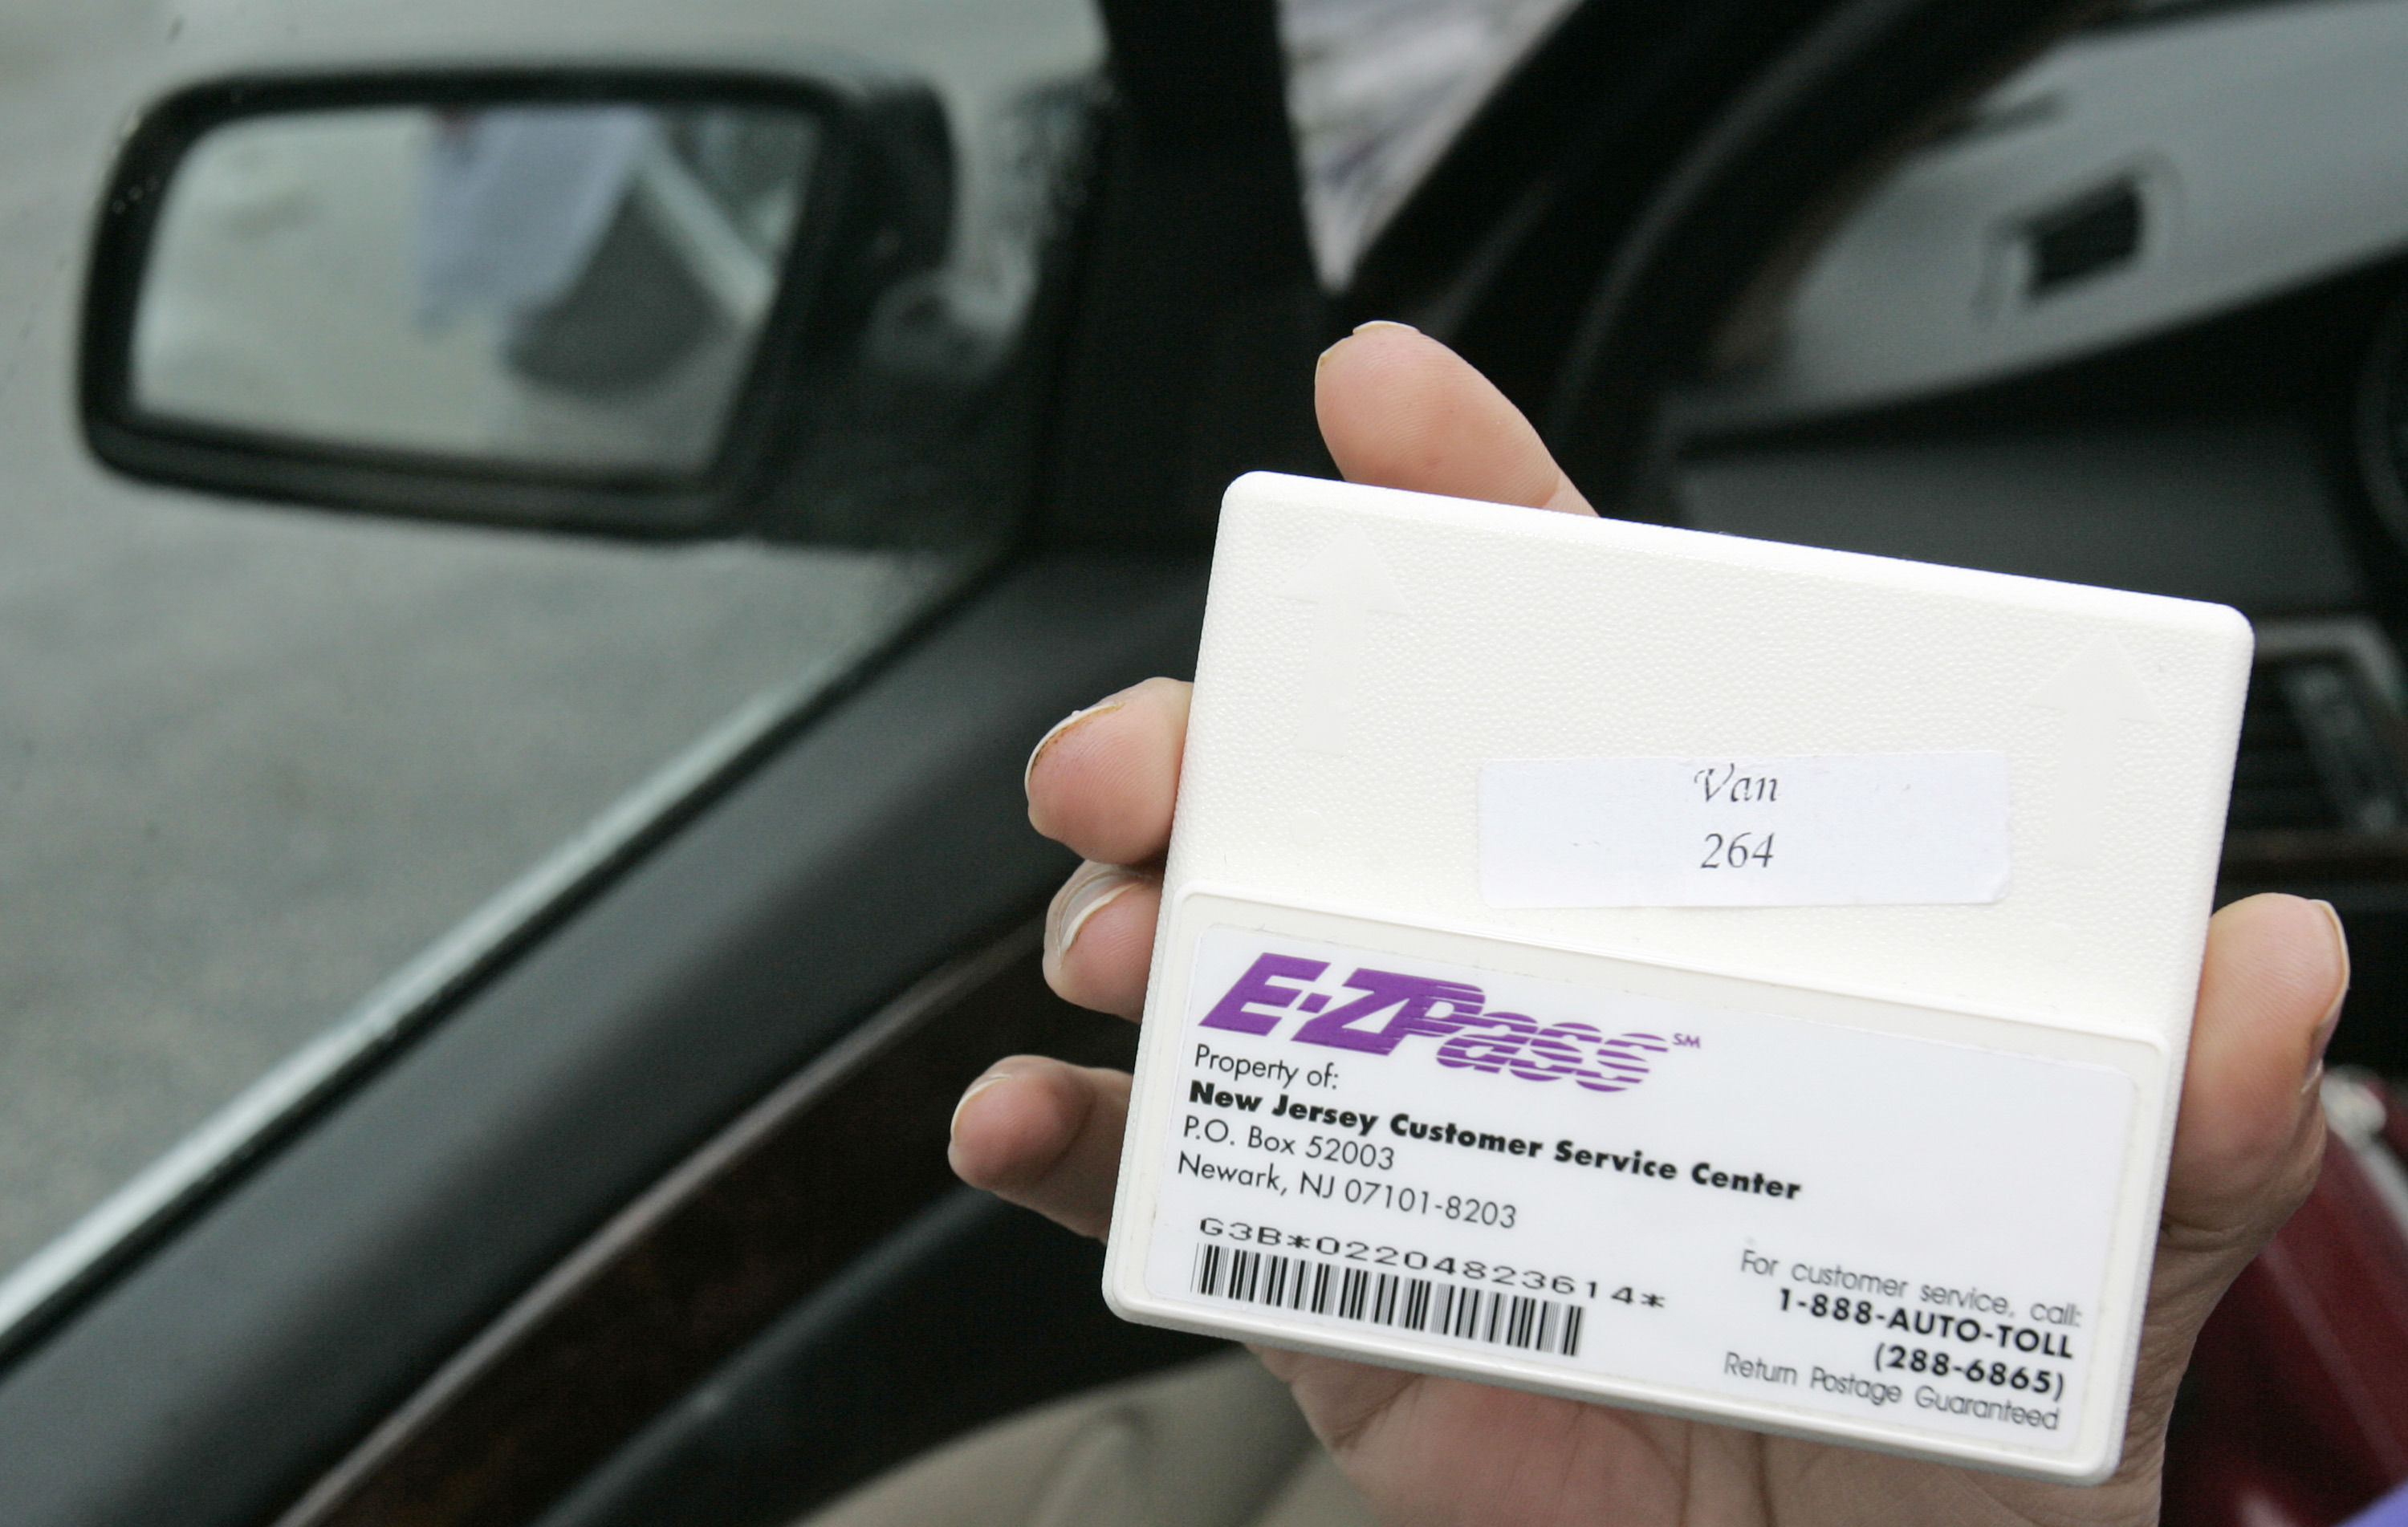 Van
264
E-ZPass SM
Property of:
New Jersey Customer Service Center
P.O. Box 52003
Newark, NJ 07101-8203
G3B*02204823614*
For customer service, call:
1-888-AUTO-TOLL
(288-6865)
Return Postage Guaranteed